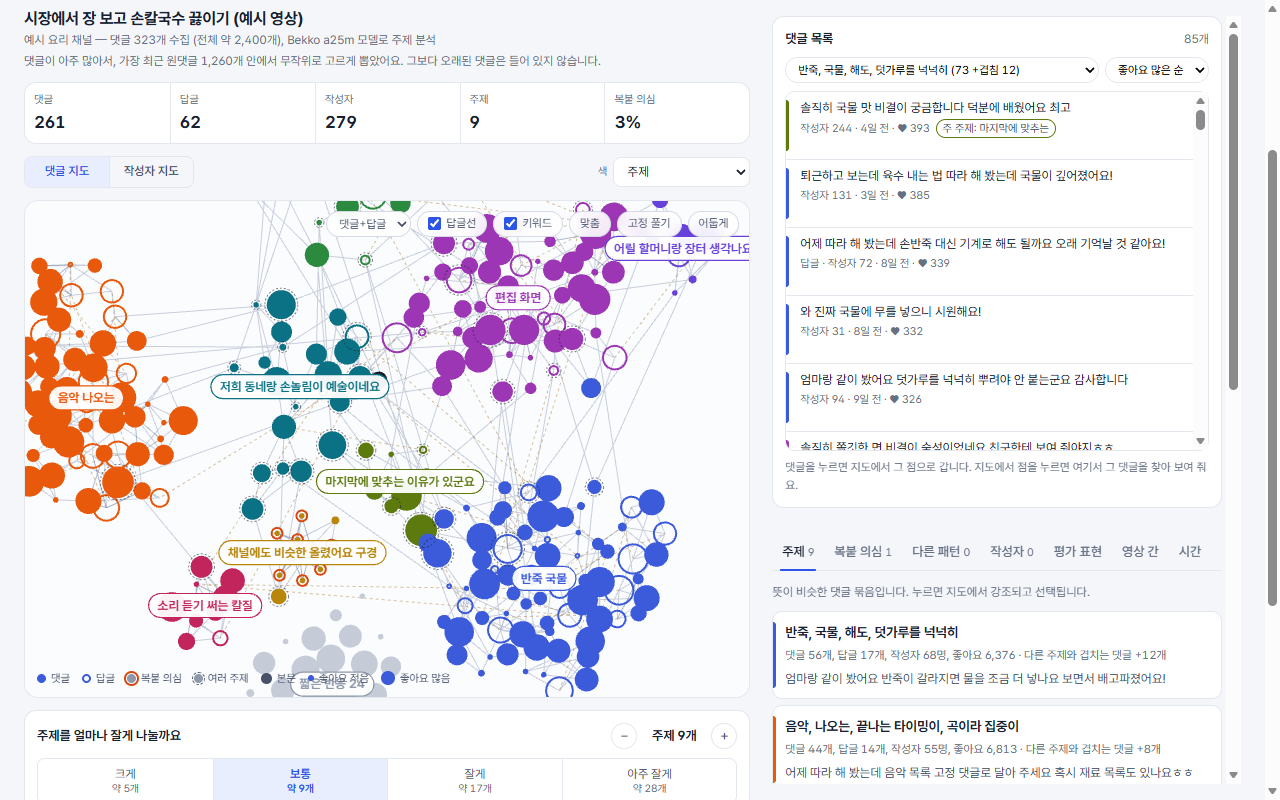 시장에서 장 보고 손칼국수 끓이기 (예시 영상)
예시 요리 채널 — 댓글 323개 수집 (전체 약 2,400개), Bekko a25m 모델로 주제 분석
댓글이 아주 많아서, 가장 최근 원댓글 1,260개 안에서 무작위로 고르게 뽑았어요. 그보다 오래된 댓글은 들어 있지 않습니다.
댓글 답글 작성자 주제 복붙 의심
261 62 279 9 3%
댓글 지도 작성자 지도 색 주제
댓글+답글 답글선 키워드 맞춤 고정 풀기 어둡게
어릴 할머니랑 장터 생각나요
편집 화면
저희 동네랑 손놀림이 예술이네요
음악 나오는
마지막에 맞추는 이유가 있군요
채널에도 비슷한 올렸어요 구경
반죽 국물
소리 듣기 써는 칼질
짧은 반응 24
댓글 답글 복붙 의심 여러 주제 본문 좋아요 적음 좋아요 많음
주제를 얼마나 잘게 나눌까요 − 주제 9개 +
크게 보통 잘게 아주 잘게
약 5개 약 9개 약 17개 약 28개
댓글 목록 85개
반죽, 국물, 해도, 덧가루를 넉넉히 (73 +겹침 12) 좋아요 많은 순
솔직히 국물 맛 비결이 궁금합니다 덕분에 배웠어요 최고
작성자 244 · 4일 전 · ♥ 393 주 주제: 마지막에 맞추는
퇴근하고 보는데 육수 내는 법 따라 해 봤는데 국물이 깊어졌어요!
작성자 131 · 3일 전 · ♥ 385
어제 따라 해 봤는데 손반죽 대신 기계로 해도 될까요 오래 기억날 것 같아요!
답글 · 작성자 72 · 8일 전 · ♥ 339
와 진짜 국물에 무를 넣으니 시원해요!
작성자 31 · 8일 전 · ♥ 332
엄마랑 같이 봤어요 덧가루를 넉넉히 뿌려야 안 붙는군요 감사합니다
작성자 94 · 9일 전 · ♥ 326
솔직히 쫄깃한 면 비결이 숙성이었네요 친구한테 보여 줘야지ㅎㅎ
댓글을 누르면 지도에서 그 점으로 갑니다. 지도에서 점을 누르면 여기서 그 댓글을 찾아 보여 줘
요.
주제 9 복붙 의심 1 다른 패턴 0 작성자 0 평가 표현 영상 간 시간
뜻이 비슷한 댓글 묶음입니다. 누르면 지도에서 강조되고 선택됩니다.
반죽, 국물, 해도, 덧가루를 넉넉히
댓글 56개, 답글 17개, 작성자 68명, 좋아요 6,376 · 다른 주제와 겹치는 댓글 +12개
엄마랑 같이 봤어요 반죽이 갈라지면 물을 조금 더 넣나요 보면서 배고파졌어요!
음악, 나오는, 끝나는 타이밍이, 곡이라 집중이
댓글 44개, 답글 14개, 작성자 55명, 좋아요 6,813 · 다른 주제와 겹치는 댓글 +8개
어제 따라 해 봤는데 음악 목록 고정 댓글로 달아 주세요 혹시 재료 목록도 있나요ㅎㅎ